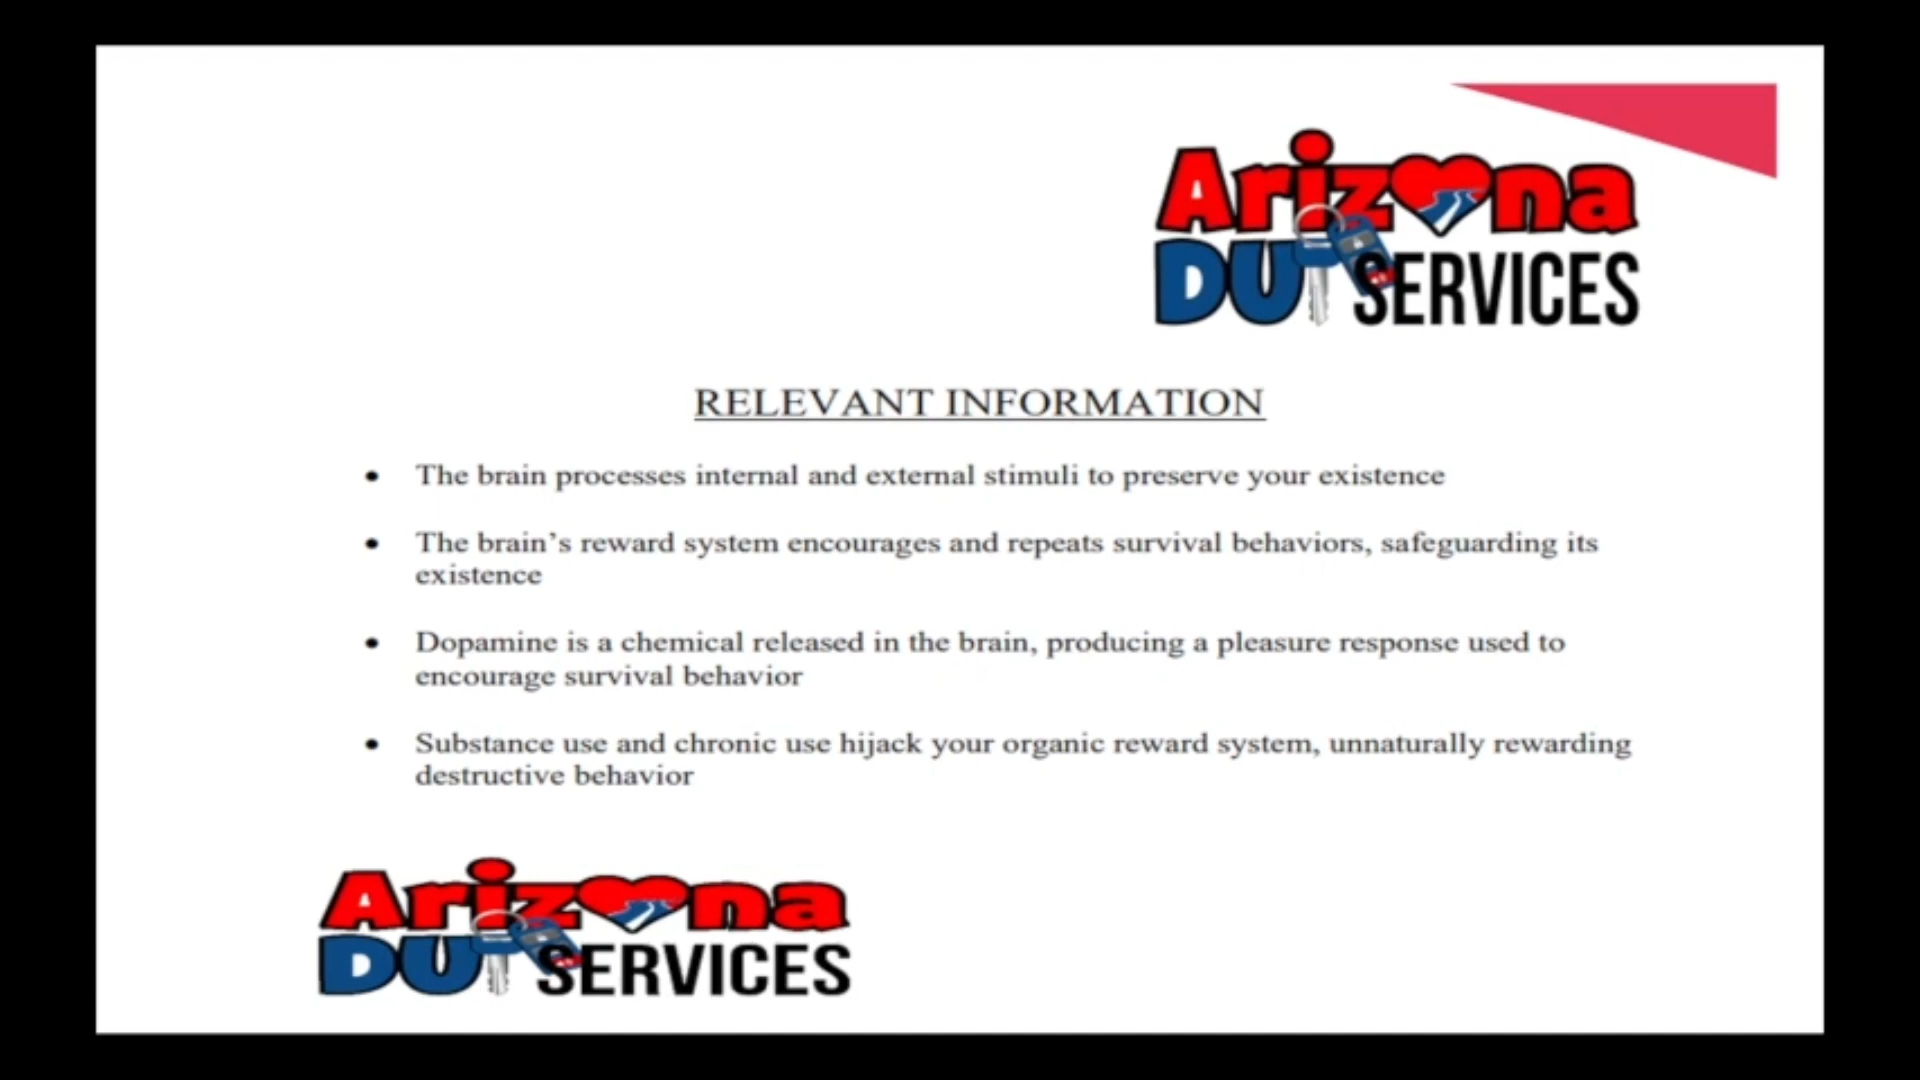 Arizona
DUI SERVICES
RELEVANT INFORMATION
• The brain processes internal and external stimuli to preserve your existence
• The brain’s reward system encourages and repeats survival behaviors, safeguarding its
existence
• Dopamine is a chemical released in the brain, producing a pleasure response used to
encourage survival behavior
• Substance use and chronic use hijack your organic reward system, unnaturally rewarding
destructive behavior
Arizona
DUI SERVICES